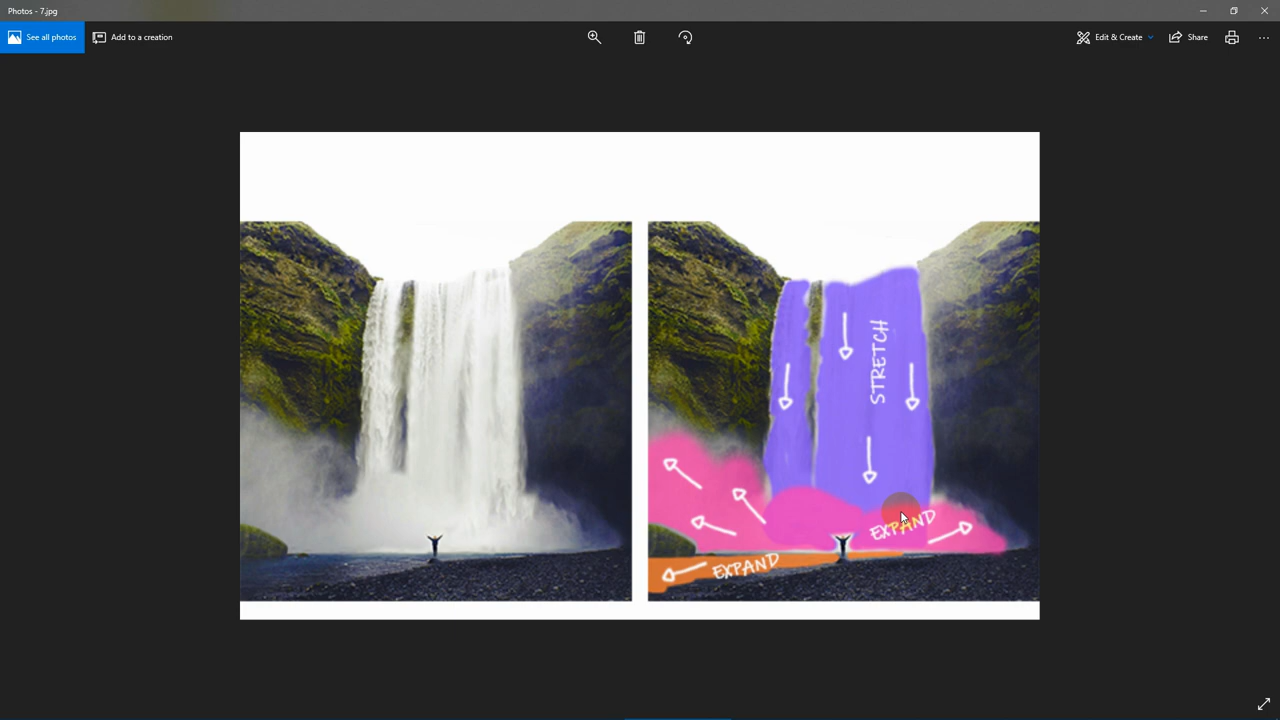 Photos - 7.jpg
See all photos
Add to a creation
Edit & Create
Share
STRETCH
EXPAND
EXPAND